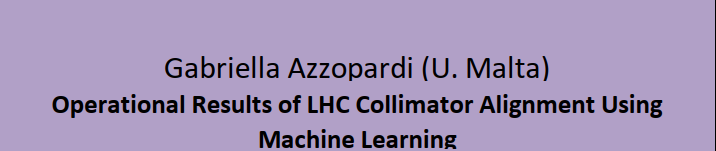 Gabriella Azzopardi (U. Malta)
Operational Results of LHC Collimator Alignment Using
Machine Learning